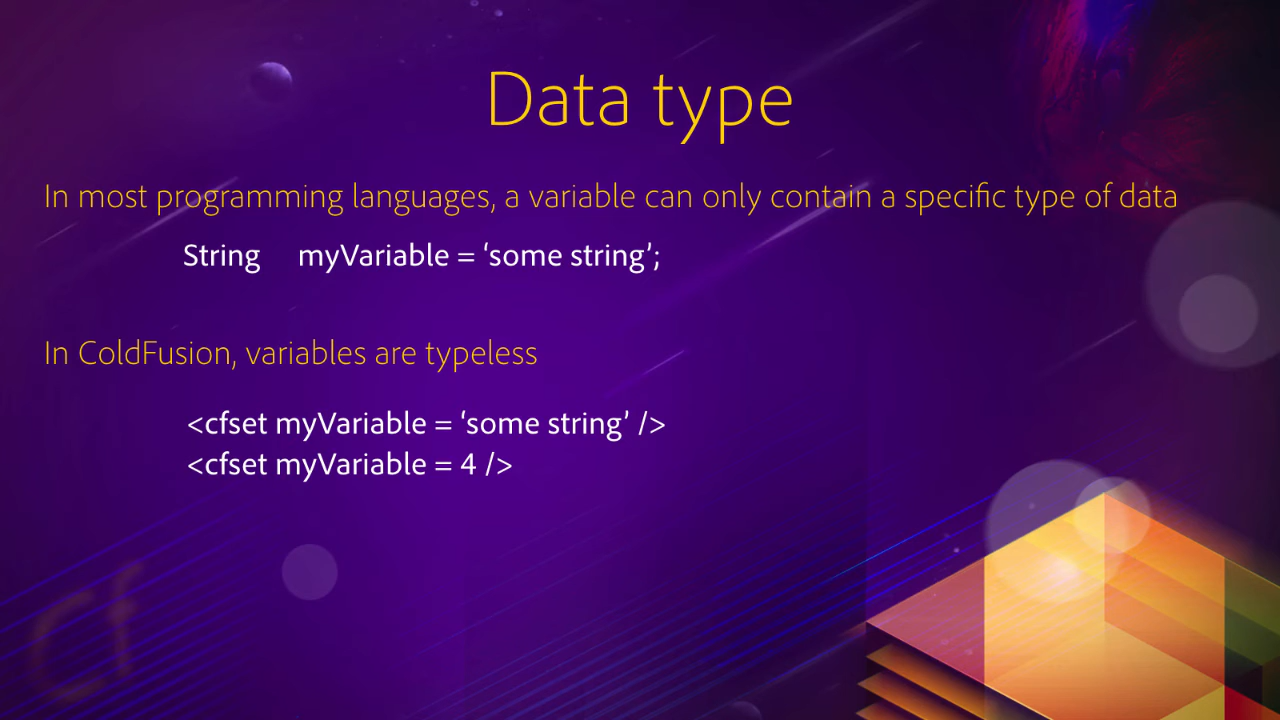 Data type
In most programming languages, a variable can only contain a specific type of data
String myVariable = ‘some string’;
In ColdFusion, variables are typeless
<cfset myVariable = ‘some string’ />
<cfset myVariable = 4 />
Cf